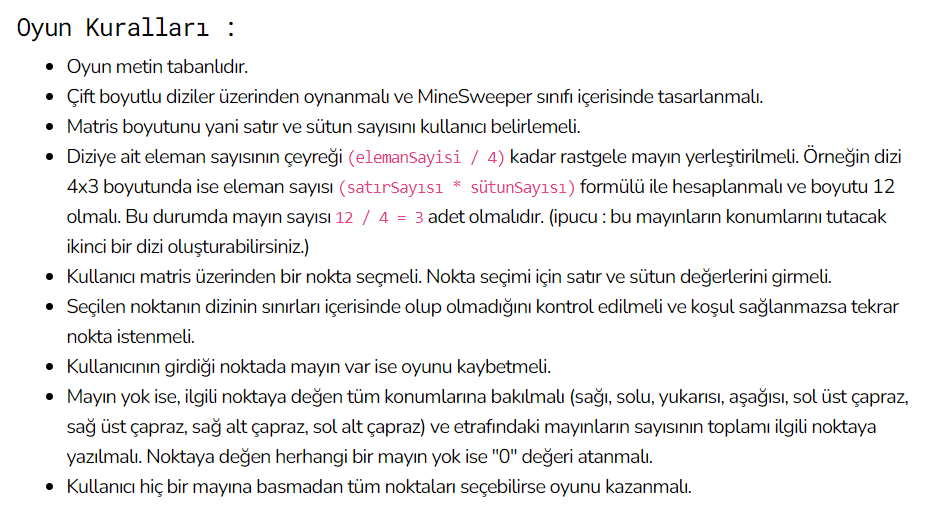 Oyun Kuralları :
Oyun metin tabanlıdır.
Çift boyutlu diziler üzerinden oynanmalı ve MineSweeper sınıfı içerisinde tasarlanmalı.
Matris boyutunu yani satır ve sütun sayısını kullanıcı belirlemeli.
Diziye ait eleman sayısının çeyreği (elemanSayisi / 4) kadar rastgele mayın yerleştirilmeli. Örneğin dizi
4x3 boyutunda ise eleman sayısı (satırSayısı * sütunSayısı) formülü ile hesaplanmalı ve boyutu 12
olmalı. Bu durumda mayın sayısı 12 / 4 = 3 adet olmalıdır. (ipucu : bu mayınların konumlarını tutacak
ikinci bir dizi oluşturabilirsiniz.)
Kullanıcı matris üzerinden bir nokta seçmeli. Nokta seçimi için satır ve sütun değerlerini girmeli.
Seçilen noktanın dizinin sınırları içerisinde olup olmadığını kontrol edilmeli ve koşul sağlanmazsa tekrar
nokta istenmeli.
Kullanıcının girdiği noktada mayın var ise oyunu kaybetmeli.
Mayın yok ise, ilgili noktaya değen tüm konumlarına bakılmalı (sağı, solu, yukarısı, aşağısı, sol üst çapraz,
sağ üst çapraz, sağ alt çapraz, sol alt çapraz) ve etrafındaki mayınların sayısının toplamı ilgili noktaya
yazılmalı. Noktaya değen herhangi bir mayın yok ise "0" değeri atanmalı.
Kullanıcı hiç bir mayına basmadan tüm noktaları seçebilirse oyunu kazanmalı.